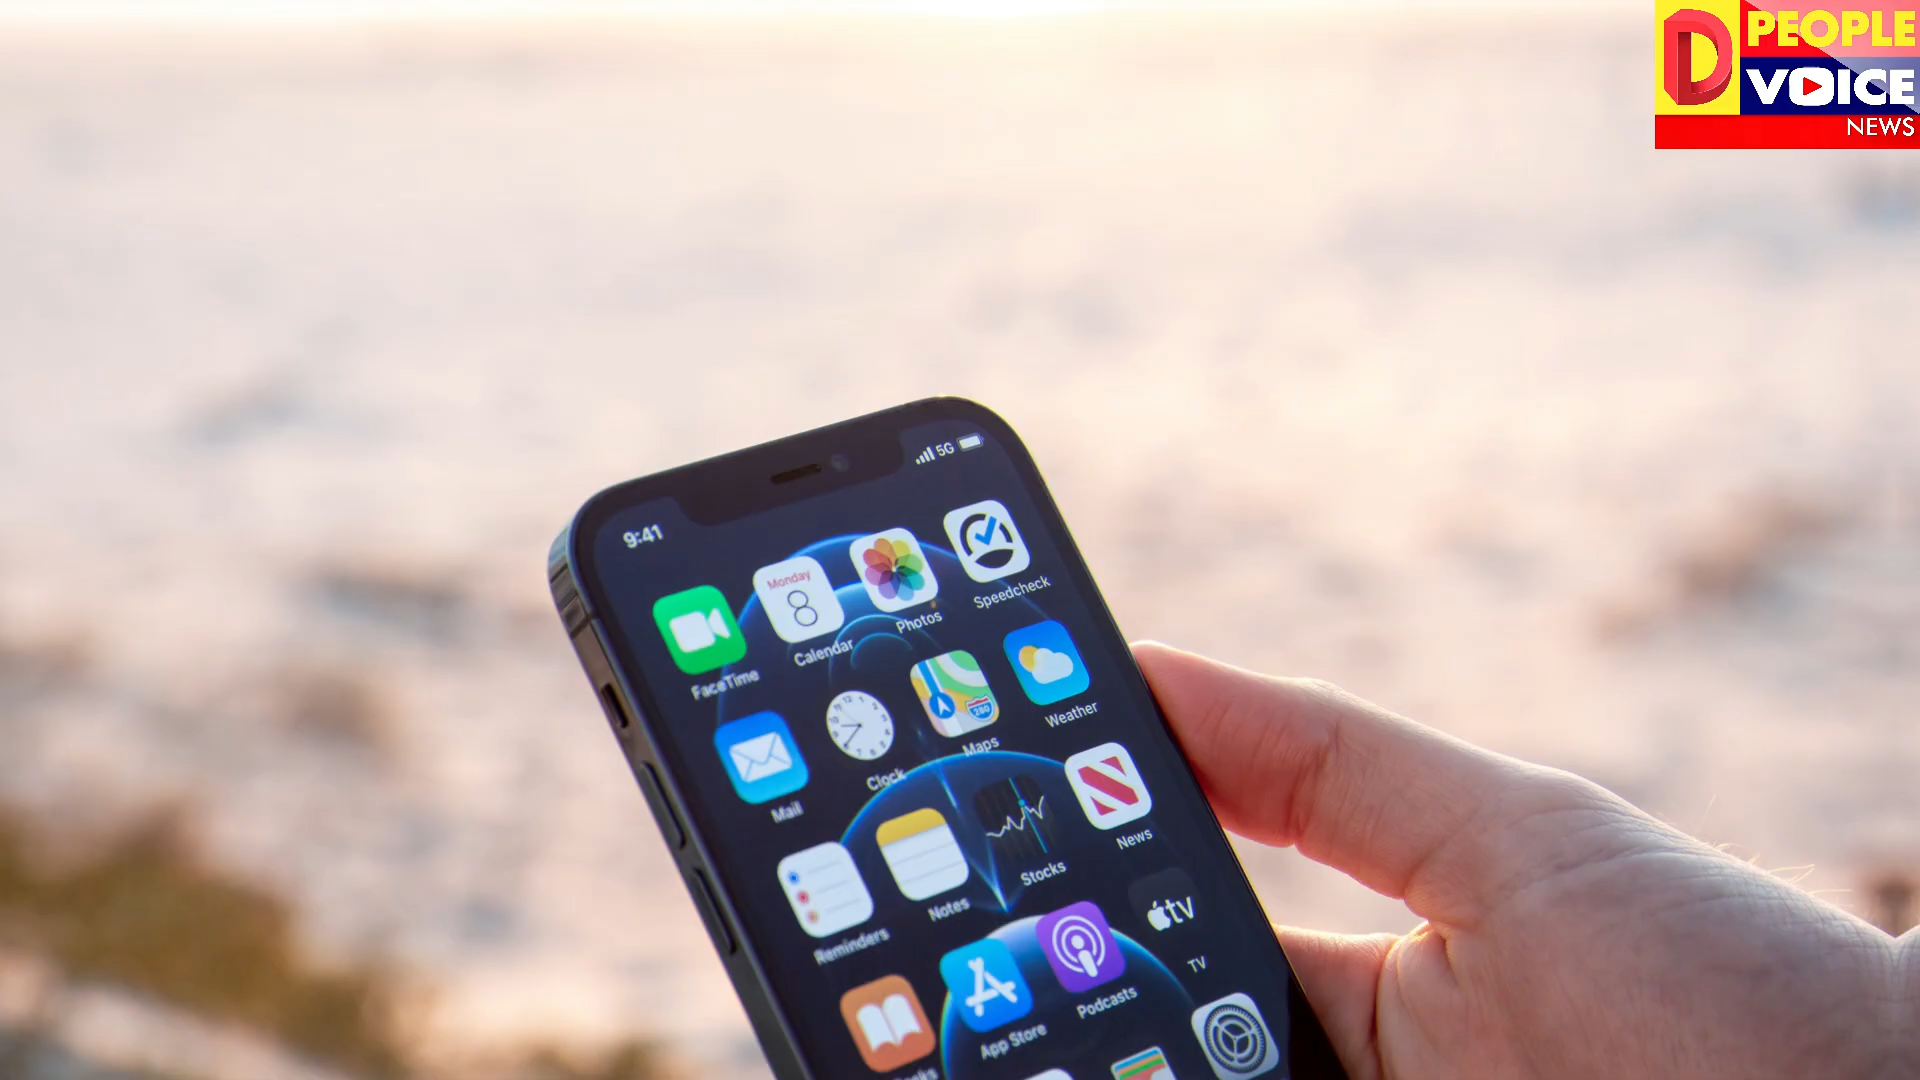 D PEOPLE
VOICE
NEWS
9:41
5G
Monday
8
FaceTime
Calendar
Photos
Speedcheck
Mail
Clock
Maps
280
Weather
Reminders
Notes
Stocks
News
App Store
Podcasts
tv
TV